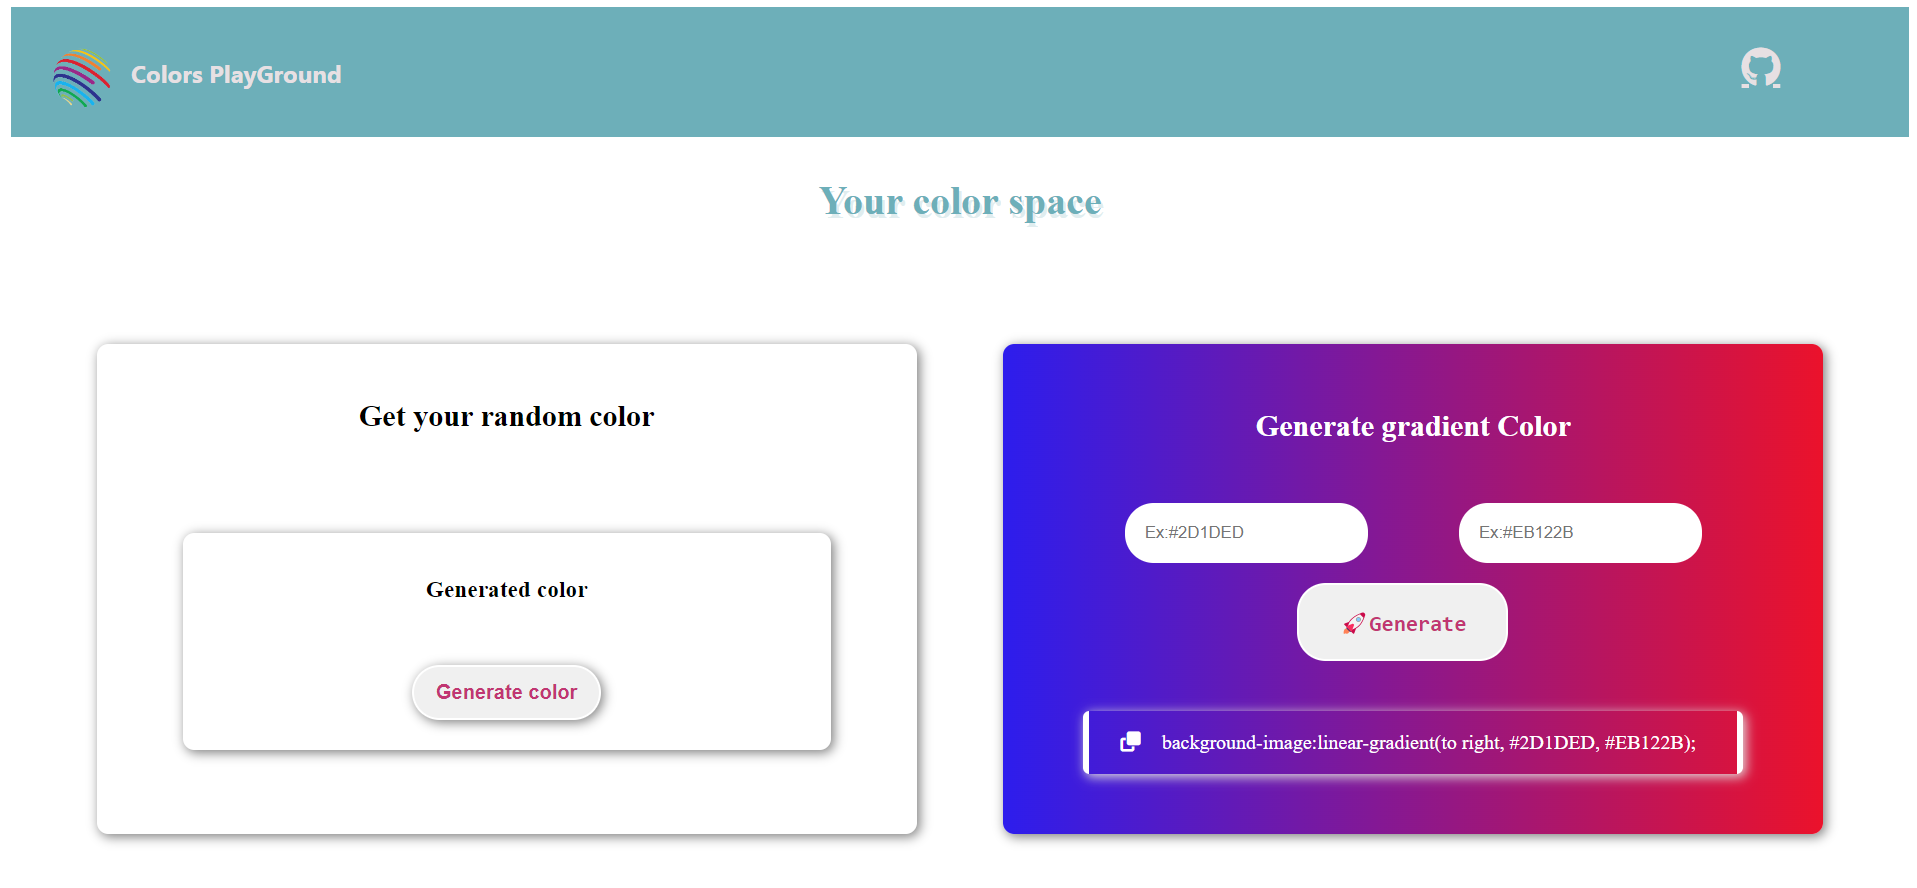 Colors PlayGround
Your color space
Get your random color
Generated color
Generate color
Generate gradient Color
Ex:#2D1DED
Ex:#EB122B
🚀Generate
background-image:linear-gradient(to right, #2D1DED, #EB122B);